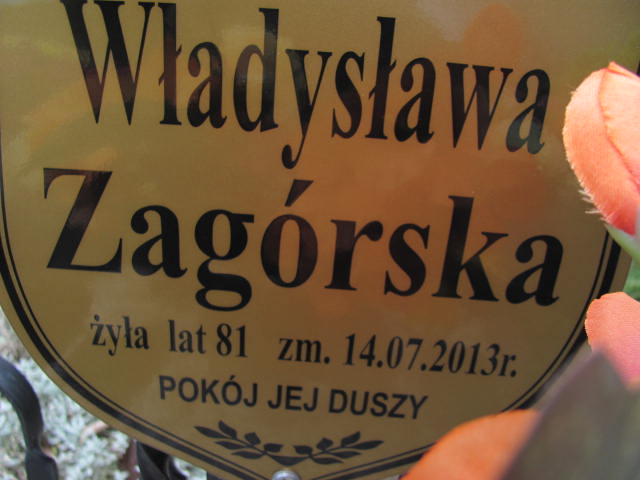 Władysława
Zagórska
żyła lat 81 zm. 14.07.2013r.
POKÓJ JEJ DUSZY